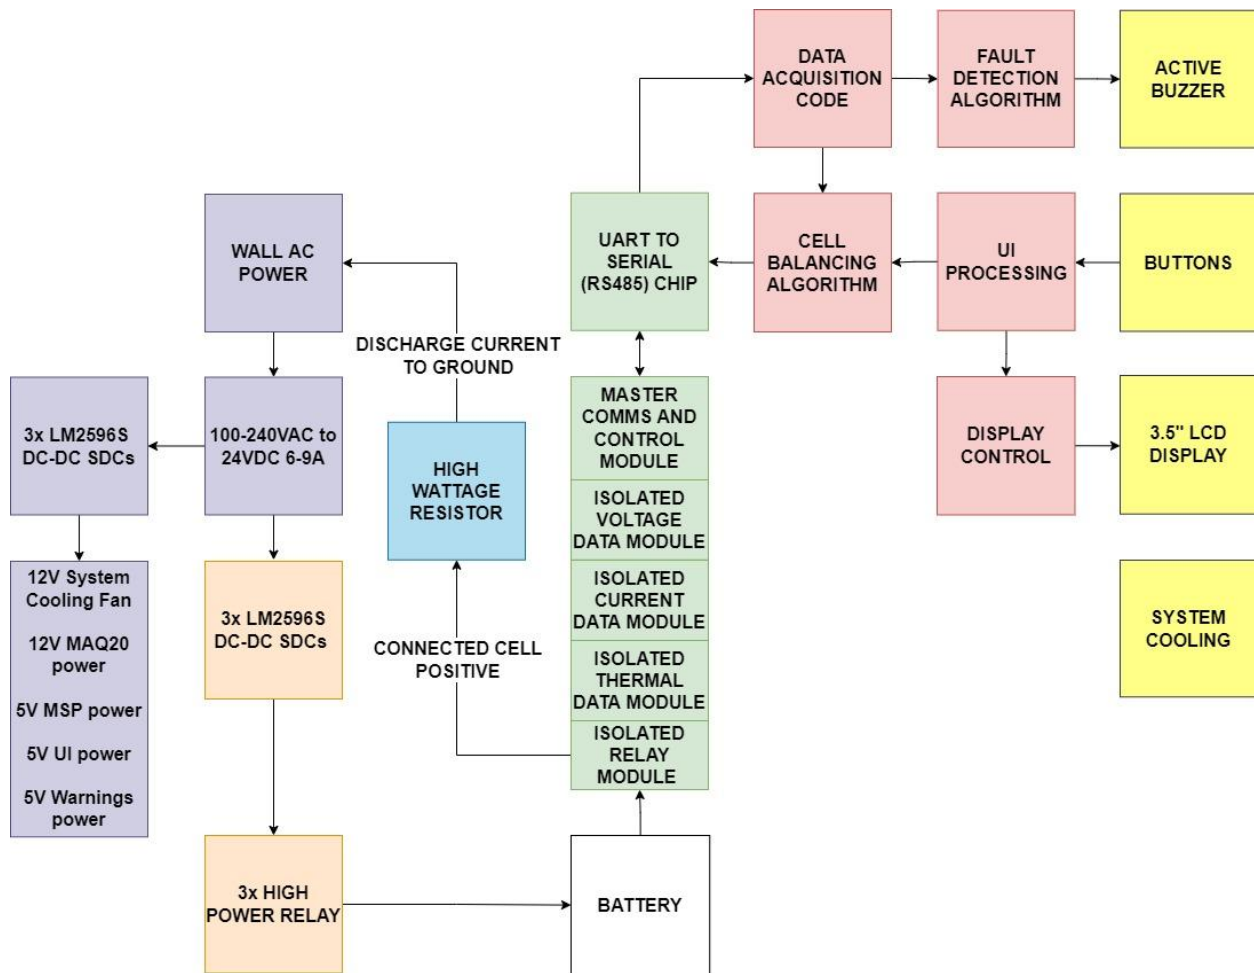 DATA
ACQUISITION
CODE
FAULT
DETECTION
ALGORITHM
ACTIVE
BUZZER
WALL AC
POWER
UART TO
SERIAL
(RS485) CHIP
CELL
BALANCING
ALGORITHM
UI
PROCESSING
BUTTONS
DISCHARGE CURRENT
TO GROUND
3x LM2596S
DC-DC SDCs
100-240VAC to
24VDC 6-9A
HIGH
WATTAGE
RESISTOR
MASTER
COMMS AND
CONTROL
MODULE
DISPLAY
CONTROL
3.5" LCD
DISPLAY
ISOLATED
VOLTAGE
DATA MODULE
12V System
Cooling Fan
12V MAQ20
power
5V MSP power
5V UI power
5V Warnings
power
3x LM2596S
DC-DC SDCs
CONNECTED CELL
POSITIVE
ISOLATED
CURRENT
DATA MODULE
ISOLATED
THERMAL
DATA MODULE
ISOLATED
RELAY
MODULE
SYSTEM
COOLING
3x HIGH
POWER RELAY
BATTERY